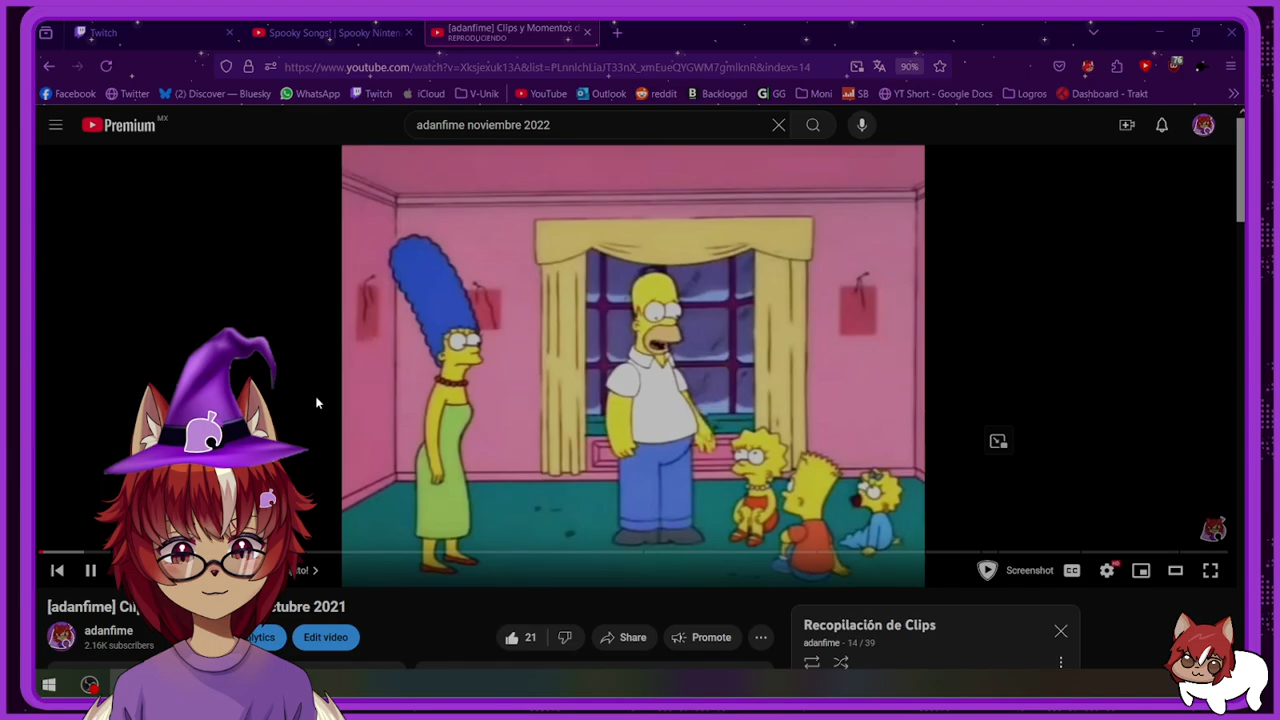 Twitch
Spooky Songs! | Spooky Ninten
[adanfime] Clips y Momentos d
REPRODUCIENDO
https://www.youtube.com/watch?v=Xksjexuk13A&list=
90%
76
Facebook
Twitter
(2) Discover — Bluesky
WhatsApp
Twitch
iCloud
V-Unik
YouTube
Outlook
reddit
Backloggd
GG
Moni
SB
YT Short - Google Docs
Logros
Dashboard - Trakt
Premium MX
adanfime noviembre 2022
Screenshot
[adanfime] Cli
tubre 2021
adanfime
2.16K subscribers
lytics
Edit video
21
Share
Promote
Recopilación de Clips
adanfime - 14 / 39